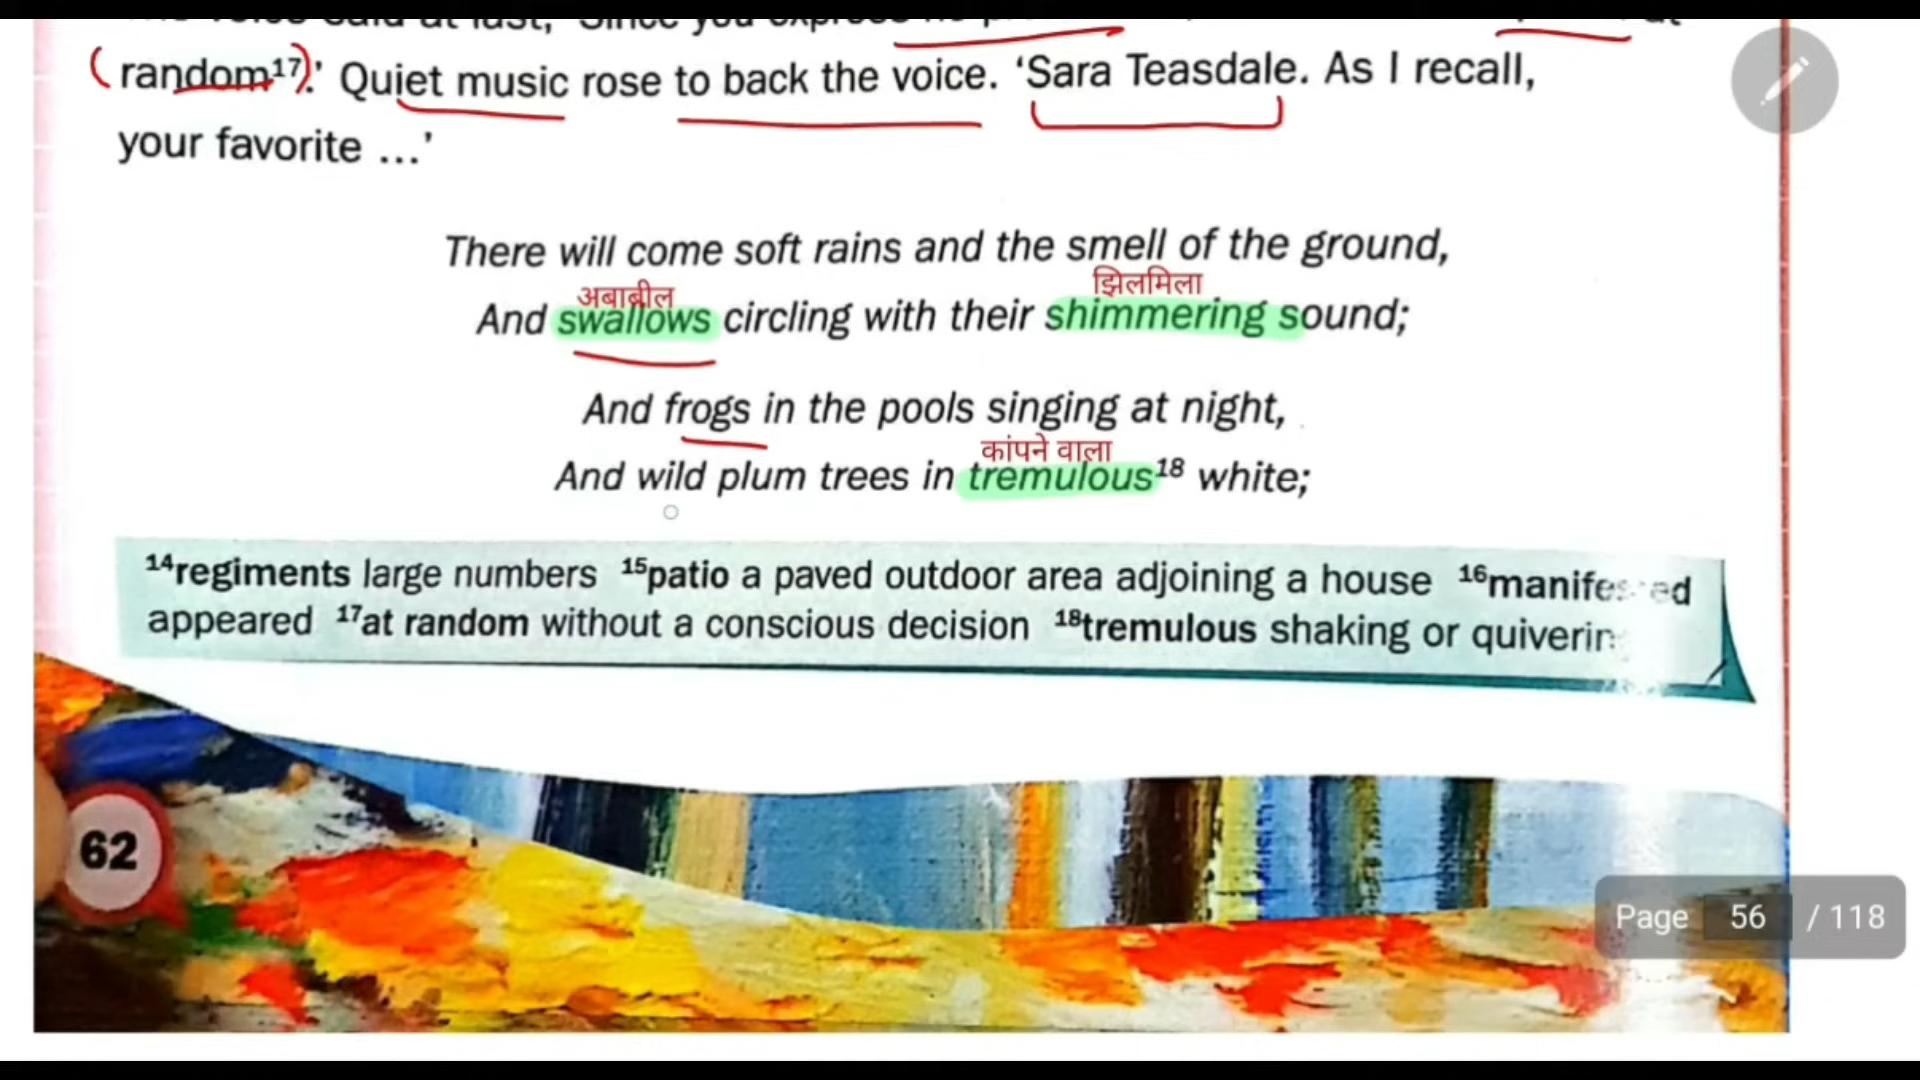 random¹⁷.’ Quiet music rose to back the voice. ‘Sara Teasdale. As I recall,
your favorite ...’
There will come soft rains and the smell of the ground,
अबाबील झिलमिला
And swallows circling with their shimmering sound;
And frogs in the pools singing at night,
कांपने वाला
And wild plum trees in tremulous¹⁸ white;
¹⁴regiments large numbers ¹⁵patio a paved outdoor area adjoining a house ¹⁶manifested
appeared ¹⁷at random without a conscious decision ¹⁸tremulous shaking or
62
Page 56 / 118